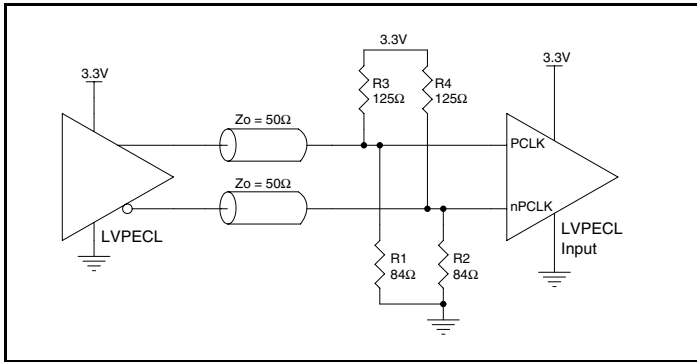 3.3V
3.3V
3.3V
R3
125Ω
R4
125Ω
Zo = 50Ω
PCLK
Zo = 50Ω
nPCLK
LVPECL
LVPECL
Input
R1
84Ω
R2
84Ω